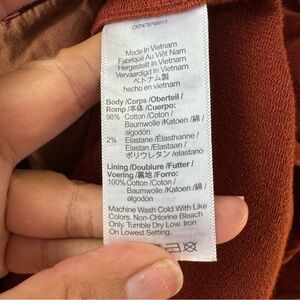 Made In Vietnam
Fabriqué Au Viêt Nam
Hergestellt In Vietnam
Vervaardigd In Vietnam
ベトナム製
hecho en vietnam
Body /Corps /Oberteil /
Romp /本体/Cuerpo:
98% Cotton /Coton /
Baumwolle /Katoen /綿 /
algodón
2% Elastane /Élasthanne /
Elastan /Elastaan /
ポリウレタン /elastano
Lining /Doublure /Futter /
Voering /裏地 /Forro:
100% Cotton /Coton /
Baumwolle /Katoen /綿 /
algodón
Machine Wash Cold With Like
Colors. Non-Chlorine Bleach
Only. Tumble Dry Low. Iron
On Lowest Setting.